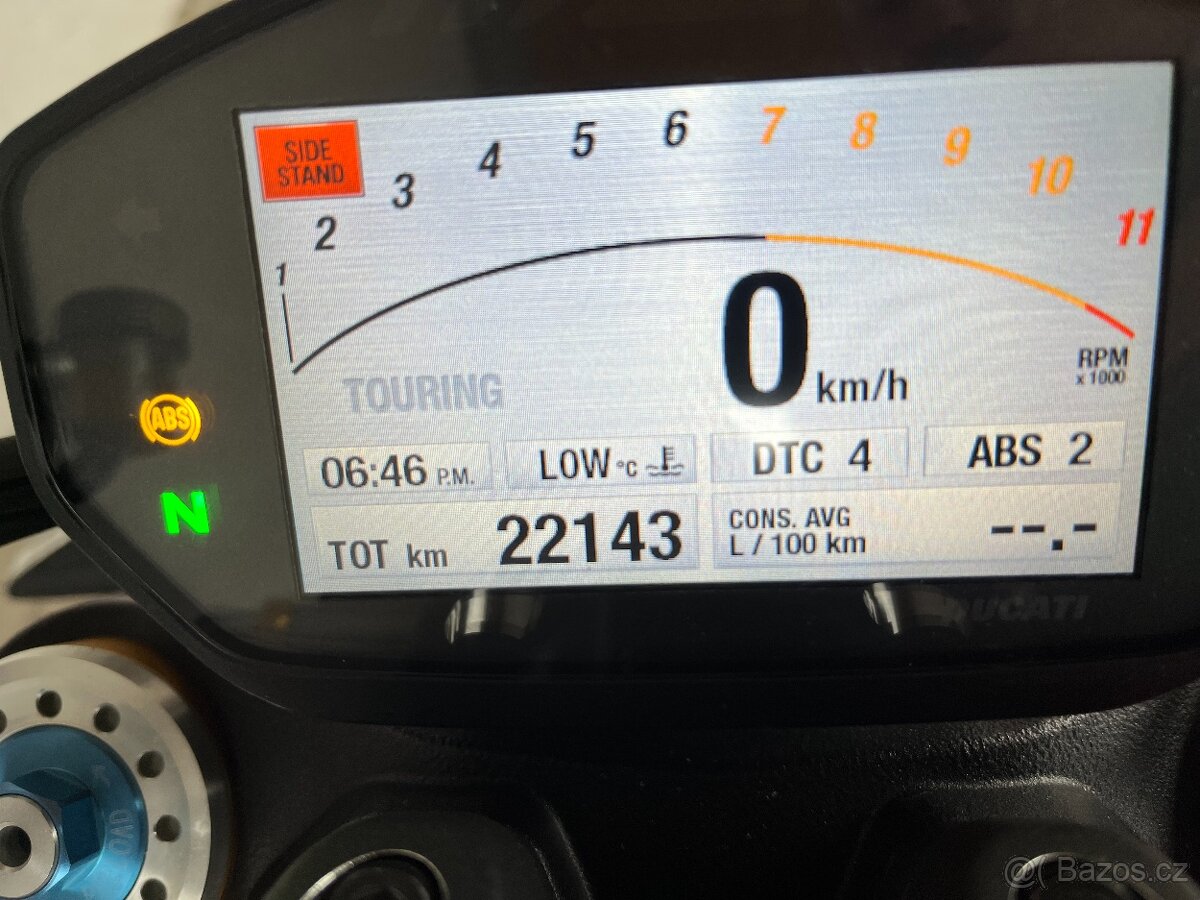 SIDE
STAND
1 2 3 4 5 6 7 8 9 10 11
RPM
x 1000
0 km/h
TOURING
ABS
N
06:46 P.M.
LOW °C
DTC 4
ABS 2
TOT km 22143
CONS. AVG
L / 100 km
--.-
DUCATI
Bazos.cz